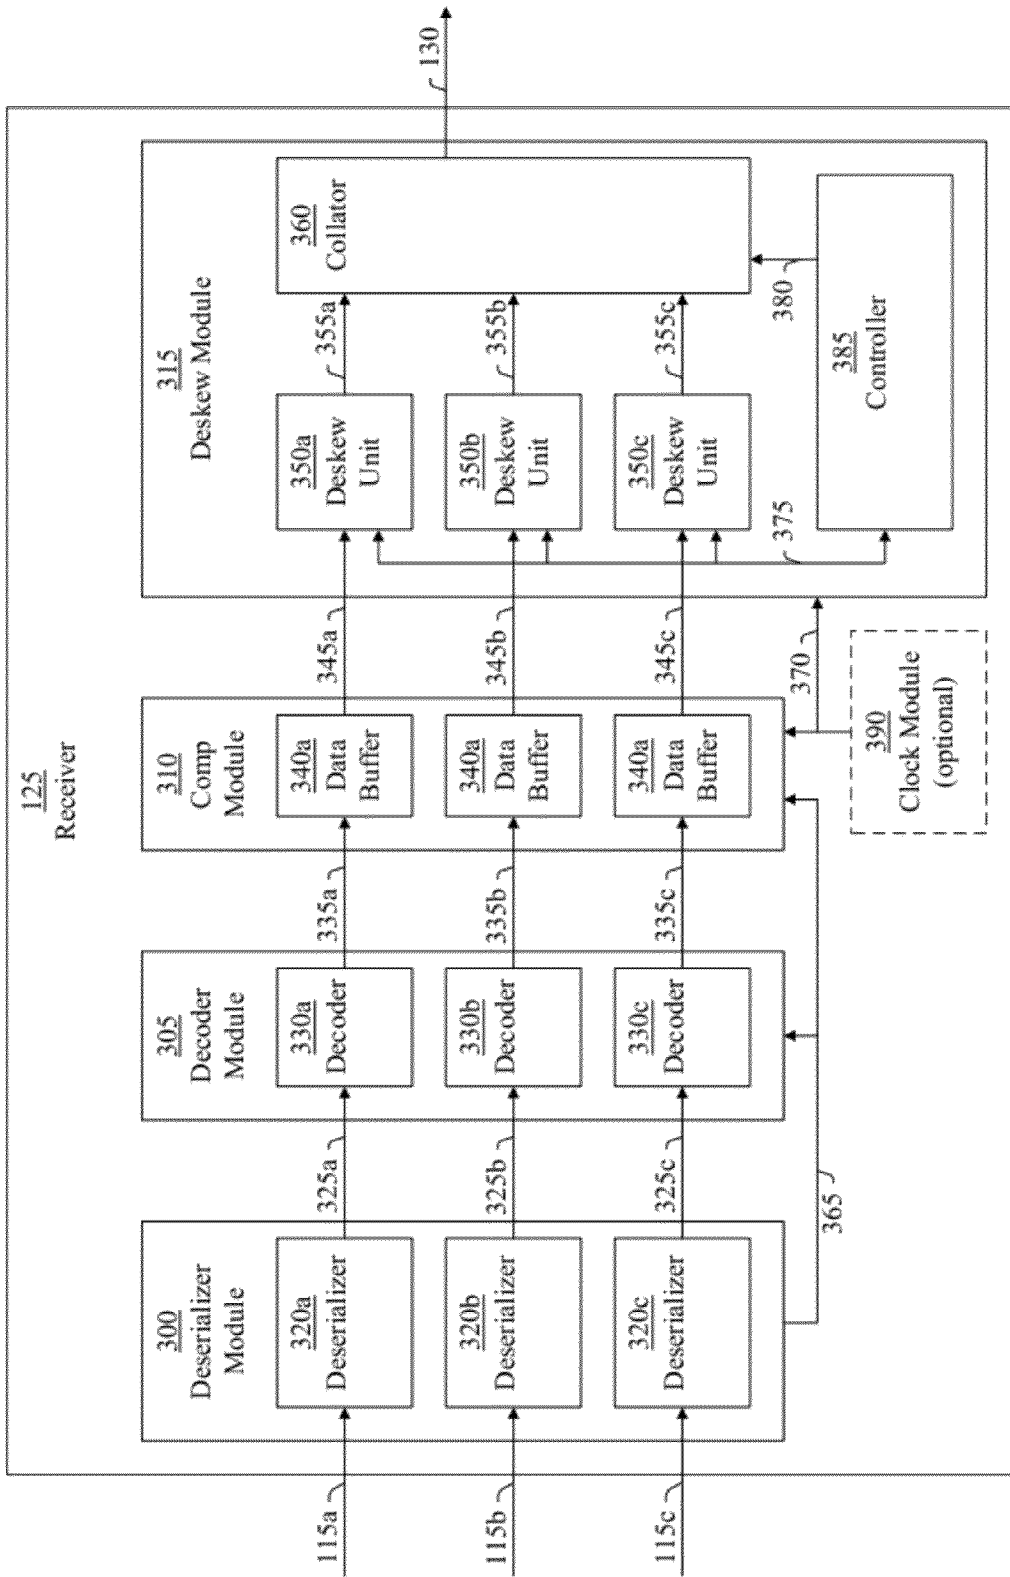 125
Receiver
300
Deserializer
Module
305
Decoder
Module
310
Comp
Module
315
Deskew Module
115a
320a
Deserializer
325a
330a
Decoder
335a
340a
Data
Buffer
345a
350a
Deskew
Unit
355a
360
Collator
130
115b
320b
Deserializer
325b
330b
Decoder
335b
340a
Data
Buffer
345b
350b
Deskew
Unit
355b
115c
320c
Deserializer
325c
330c
Decoder
335c
340a
Data
Buffer
345c
350c
Deskew
Unit
355c
365
370
375
380
390
Clock Module
(optional)
385
Controller